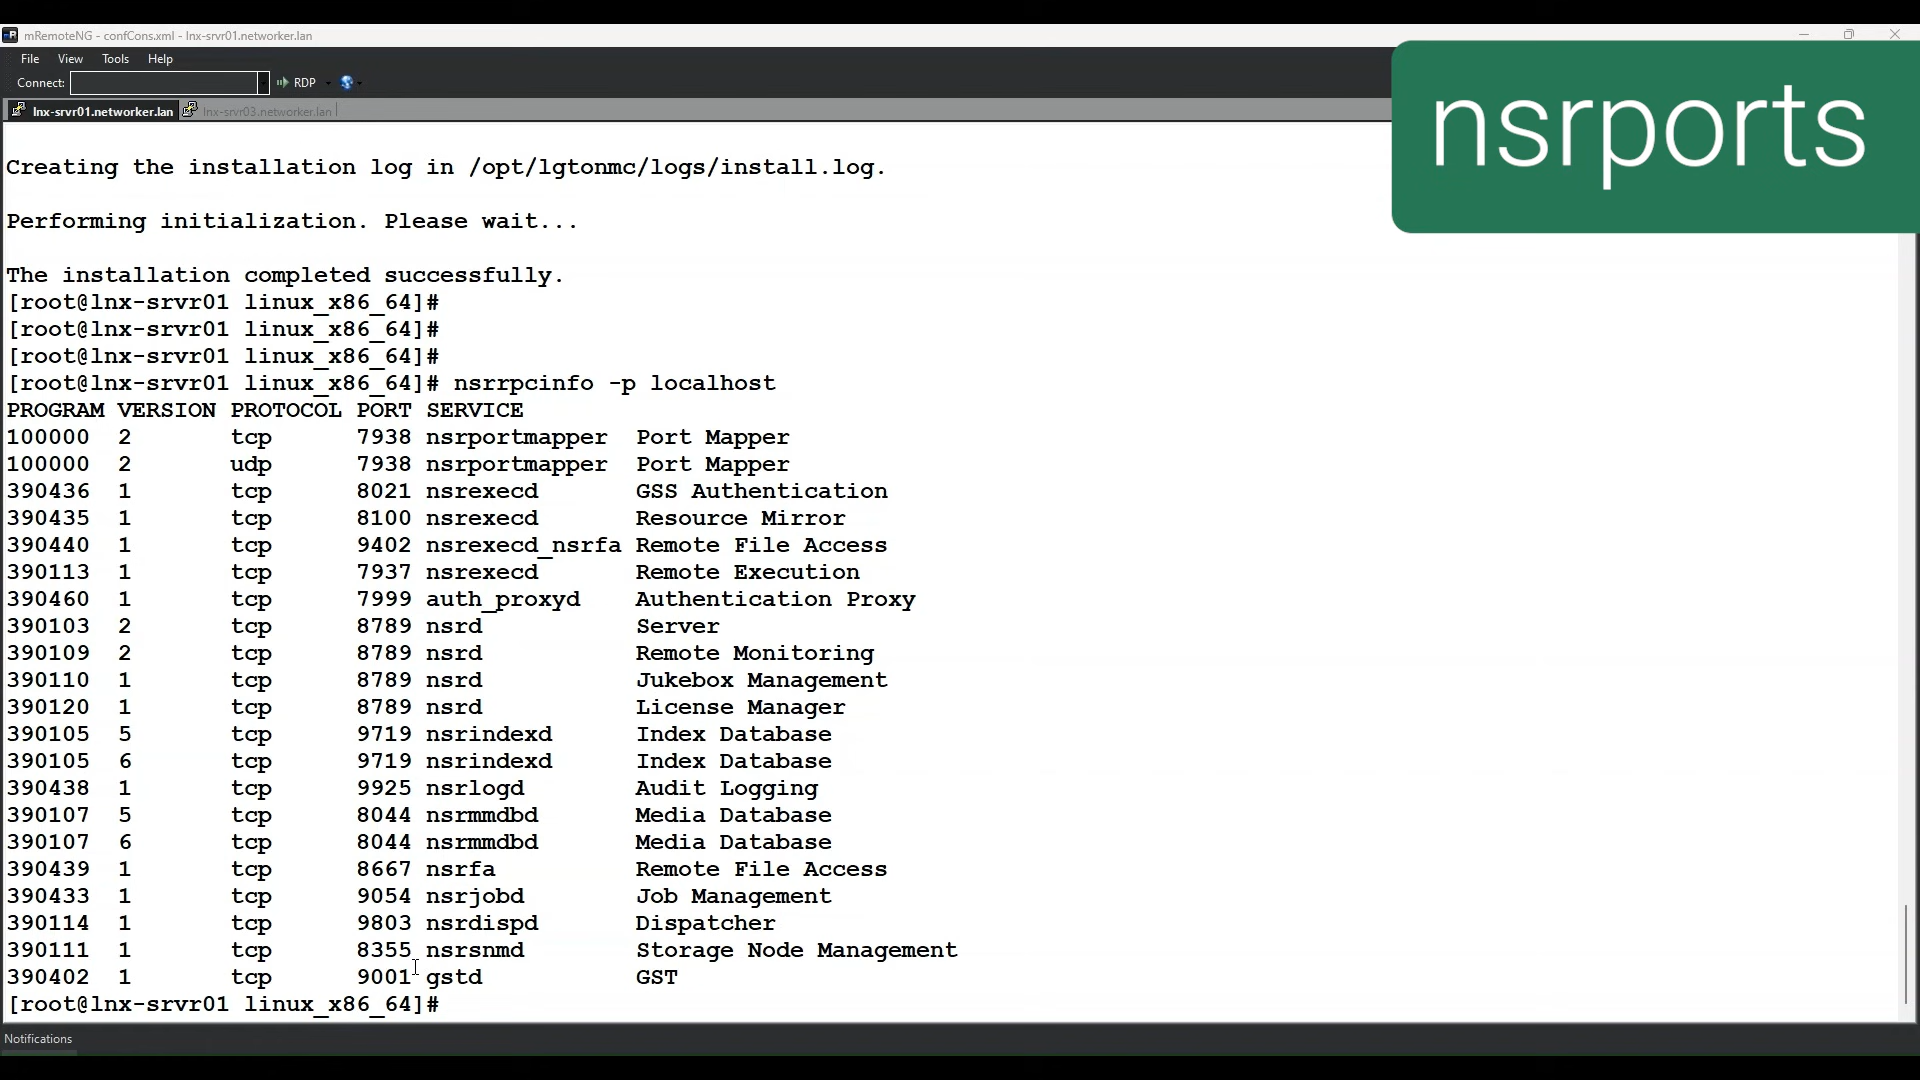 mRemoteNG - confCons.xml - lnx-srvr01.networker.lan
File View Tools Help
Connect: RDP
lnx-srvr01.networker.lan lnx-srvr03.networker.lan
nsrports
Creating the installation log in /opt/lgtonmc/logs/install.log.
Performing initialization. Please wait...
The installation completed successfully.
[root@lnx-srvr01 linux_x86_64]#
[root@lnx-srvr01 linux_x86_64]#
[root@lnx-srvr01 linux_x86_64]#
[root@lnx-srvr01 linux_x86_64]# nsrrpcinfo -p localhost
PROGRAM VERSION PROTOCOL PORT SERVICE
100000 2 tcp 7938 nsrportmapper Port Mapper
100000 2 udp 7938 nsrportmapper Port Mapper
390436 1 tcp 8021 nsrexecd GSS Authentication
390435 1 tcp 8100 nsrexecd Resource Mirror
390440 1 tcp 9402 nsrexecd_nsrfa Remote File Access
390113 1 tcp 7937 nsrexecd Remote Execution
390460 1 tcp 7999 auth_proxyd Authentication Proxy
390103 2 tcp 8789 nsrd Server
390109 2 tcp 8789 nsrd Remote Monitoring
390110 1 tcp 8789 nsrd Jukebox Management
390120 1 tcp 8789 nsrd License Manager
390105 5 tcp 9719 nsrindexd Index Database
390105 6 tcp 9719 nsrindexd Index Database
390438 1 tcp 9925 nsrlogd Audit Logging
390107 5 tcp 8044 nsrmmdbd Media Database
390107 6 tcp 8044 nsrmmdbd Media Database
390439 1 tcp 8667 nsrfa Remote File Access
390433 1 tcp 9054 nsrjobd Job Management
390114 1 tcp 9803 nsrdispd Dispatcher
390111 1 tcp 8355 nsrsnmd Storage Node Management
390402 1 tcp 9001 gstd GST
[root@lnx-srvr01 linux_x86_64]#
Notifications